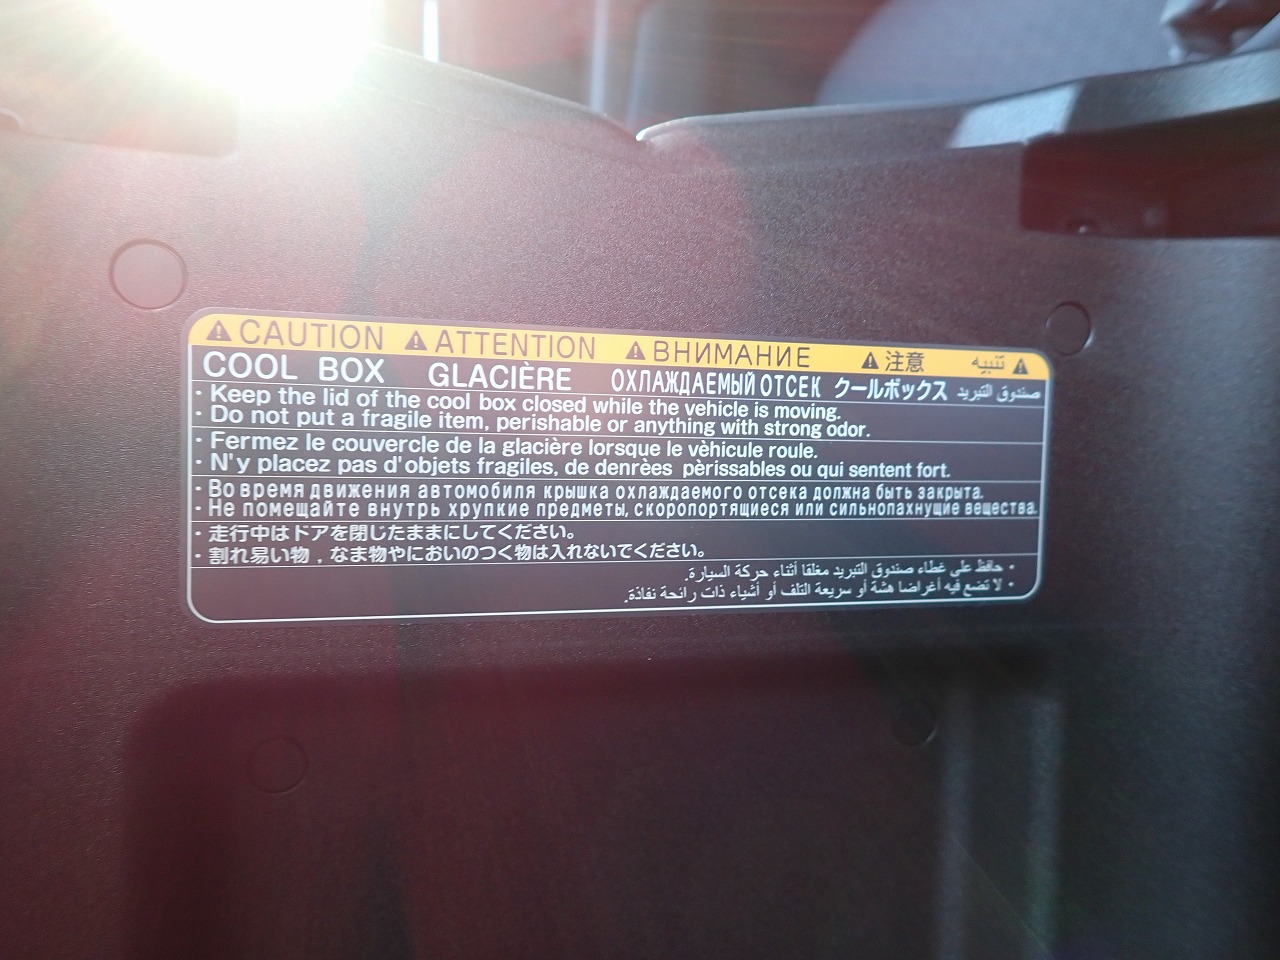 ⚠ CAUTION ⚠ ATTENTION ⚠ ВНИМАНИЕ ⚠ 注意 ⚠ تنبيه
COOL BOX GLACIÈRE ОХЛАЖДАЕМЫЙ ОТСЕК クールボックス صندوق التبريد
・Keep the lid of the cool box closed while the vehicle is moving.
・Do not put a fragile item, perishable or anything with strong odor.
・Fermez le couvercle de la glacière lorsque le vèhicule roule.
・N'y placez pas d'objets fragiles, de denrèes pèrissables ou qui sentent fort.
・Во время движения автомобиля крышка охлаждаемого отсека должна быть закрыта.
・Не помещайте внутрь хрупкие предметы, скоропортящиеся или сильнопахнущие вещества.
・走行中はドアを閉じたままにしてください。
・割れ易い物，なま物やにおいのつく物は入れないでください。
・حافظ على غطاء صندوق التبريد مغلقا أثناء حركة السيارة.
・لا تضع فيه أغراضا هشة أو سريعة التلف أو أشياء ذات رائحة نفاذة.